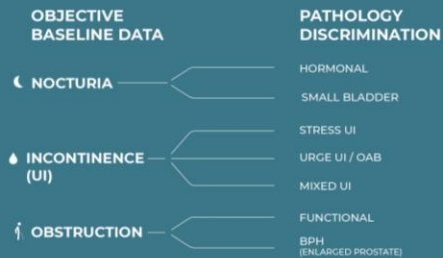 OBJECTIVE
BASELINE DATA
PATHOLOGY
DISCRIMINATION
NOCTURIA
HORMONAL
SMALL BLADDER
INCONTINENCE
(UI)
STRESS UI
URGE UI / OAB
MIXED UI
OBSTRUCTION
FUNCTIONAL
BPH
(ENLARGED PROSTATE)